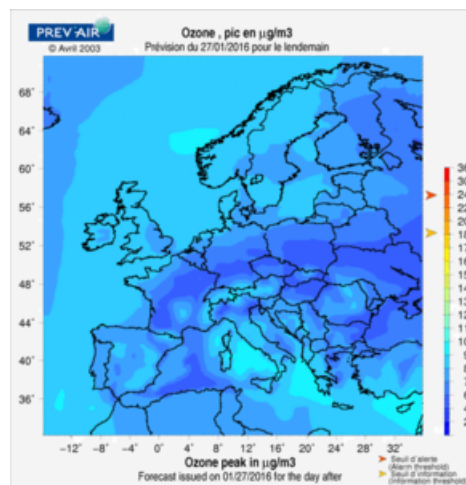 PREV'AIR
© Avril 2003
Ozone , pic en µg/m3
Prévision du 27/01/2016 pour le lendemain
68°
64°
60°
56°
52°
48°
44°
40°
36°
-12° -8° -4° 0° 4° 8° 12° 16° 20° 24° 28° 32°
Ozone peak in µg/m3
Forecast issued on 01/27/2016 for the day after
Seuil d'alerte
(Alarm threshold)
Seuil d'information
(Information threshold)